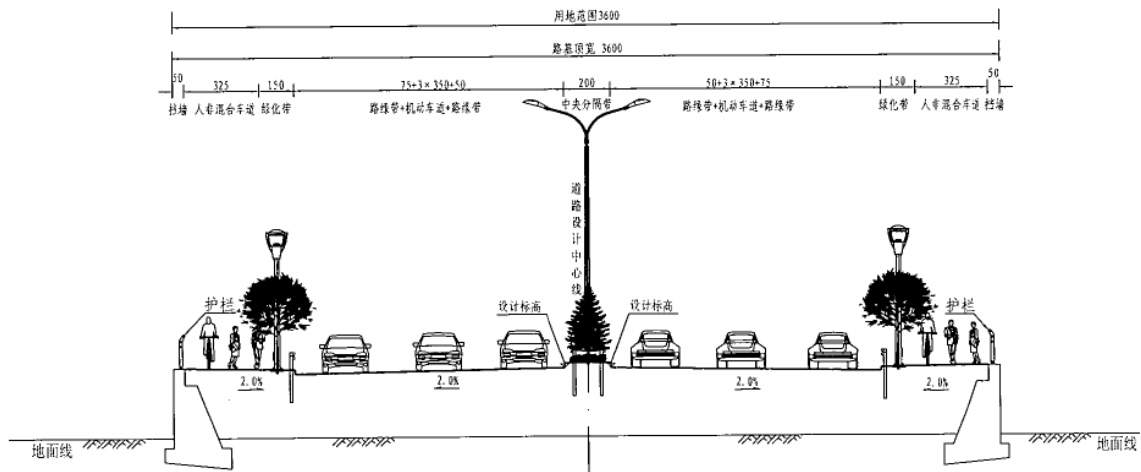 用地范围3600
路基顶宽 3600
50 325 150 75+3×350+50 200 50+3×350+75 150 325 50
挡墙 人非混合车道 绿化带 路缘带+机动车道+路缘带 中央分隔带 路缘带+机动车道+路缘带 绿化带 人非混合车道 挡墙
道路设计中心线
护栏 设计标高 设计标高 护栏
2.0% 2.0% 2.0% 2.0%
地面线 地面线